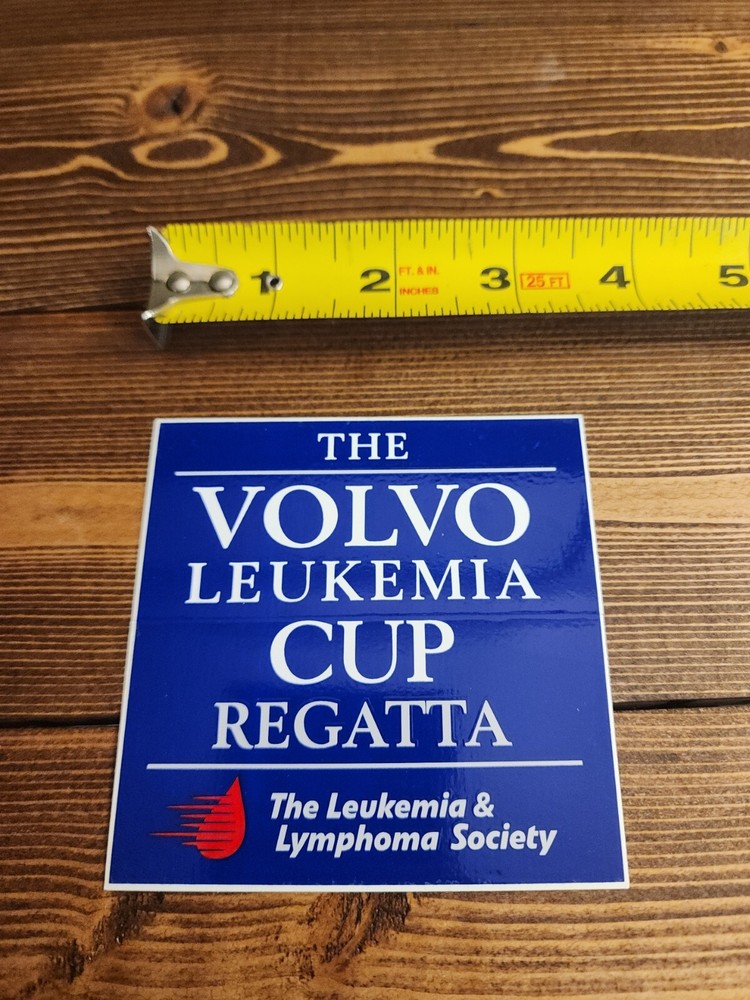 1 2 FT. & IN. 3 25 FT. 4 5
INCHES
THE
VOLVO
LEUKEMIA
CUP
REGATTA
The Leukemia &
Lymphoma Society